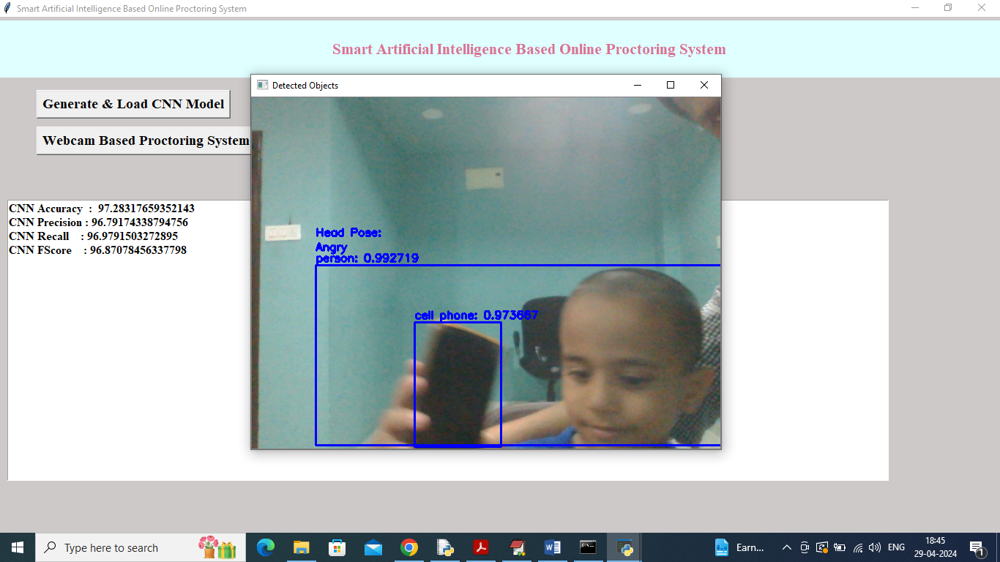 Smart Artificial Intelligence Based Online Proctoring System
Smart Artificial Intelligence Based Online Proctoring System
Generate & Load CNN Model
Webcam Based Proctoring System
Detected Objects
CNN Accuracy : 97.28317659352143
CNN Precision : 96.79174338794756
CNN Recall : 96.9791503272895
CNN FScore : 96.87078456337798
Head Pose:
Angry
person: 0.992719
cell phone: 0.973667
Type here to search
Earn...
ENG
18:45
29-04-2024
1